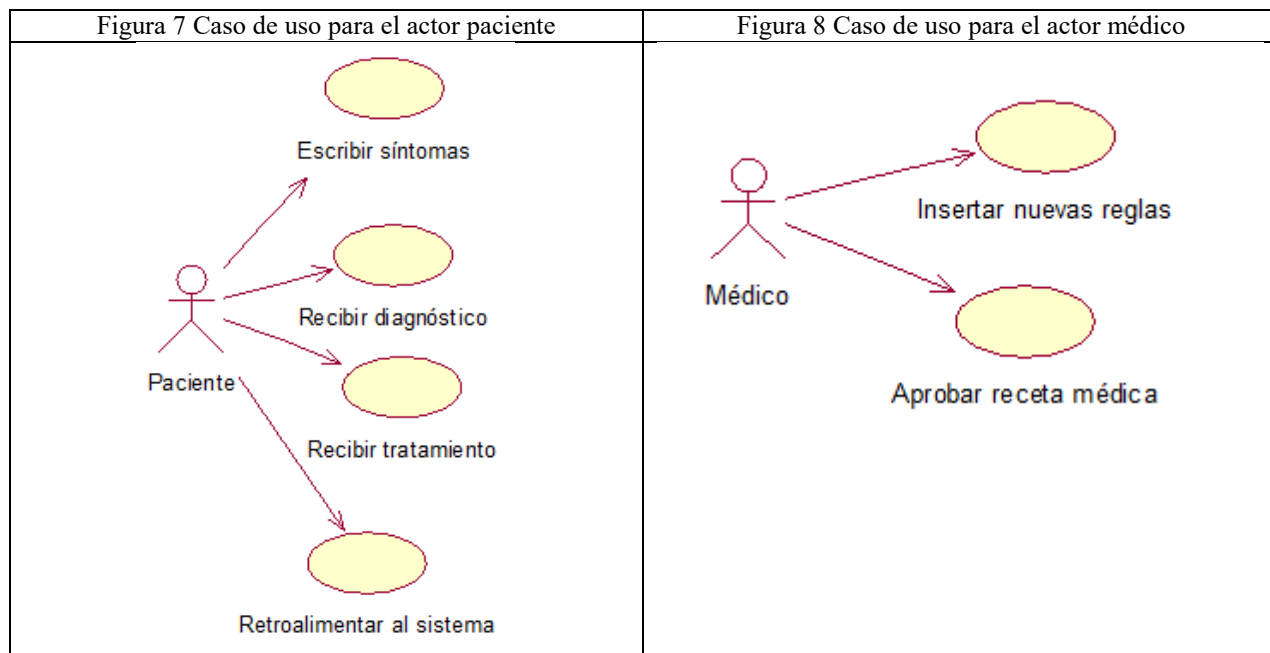 Figura 7 Caso de uso para el actor paciente
Figura 8 Caso de uso para el actor médico
Escribir síntomas
Recibir diagnóstico
Paciente
Recibir tratamiento
Retroalimentar al sistema
Insertar nuevas reglas
Médico
Aprobar receta médica